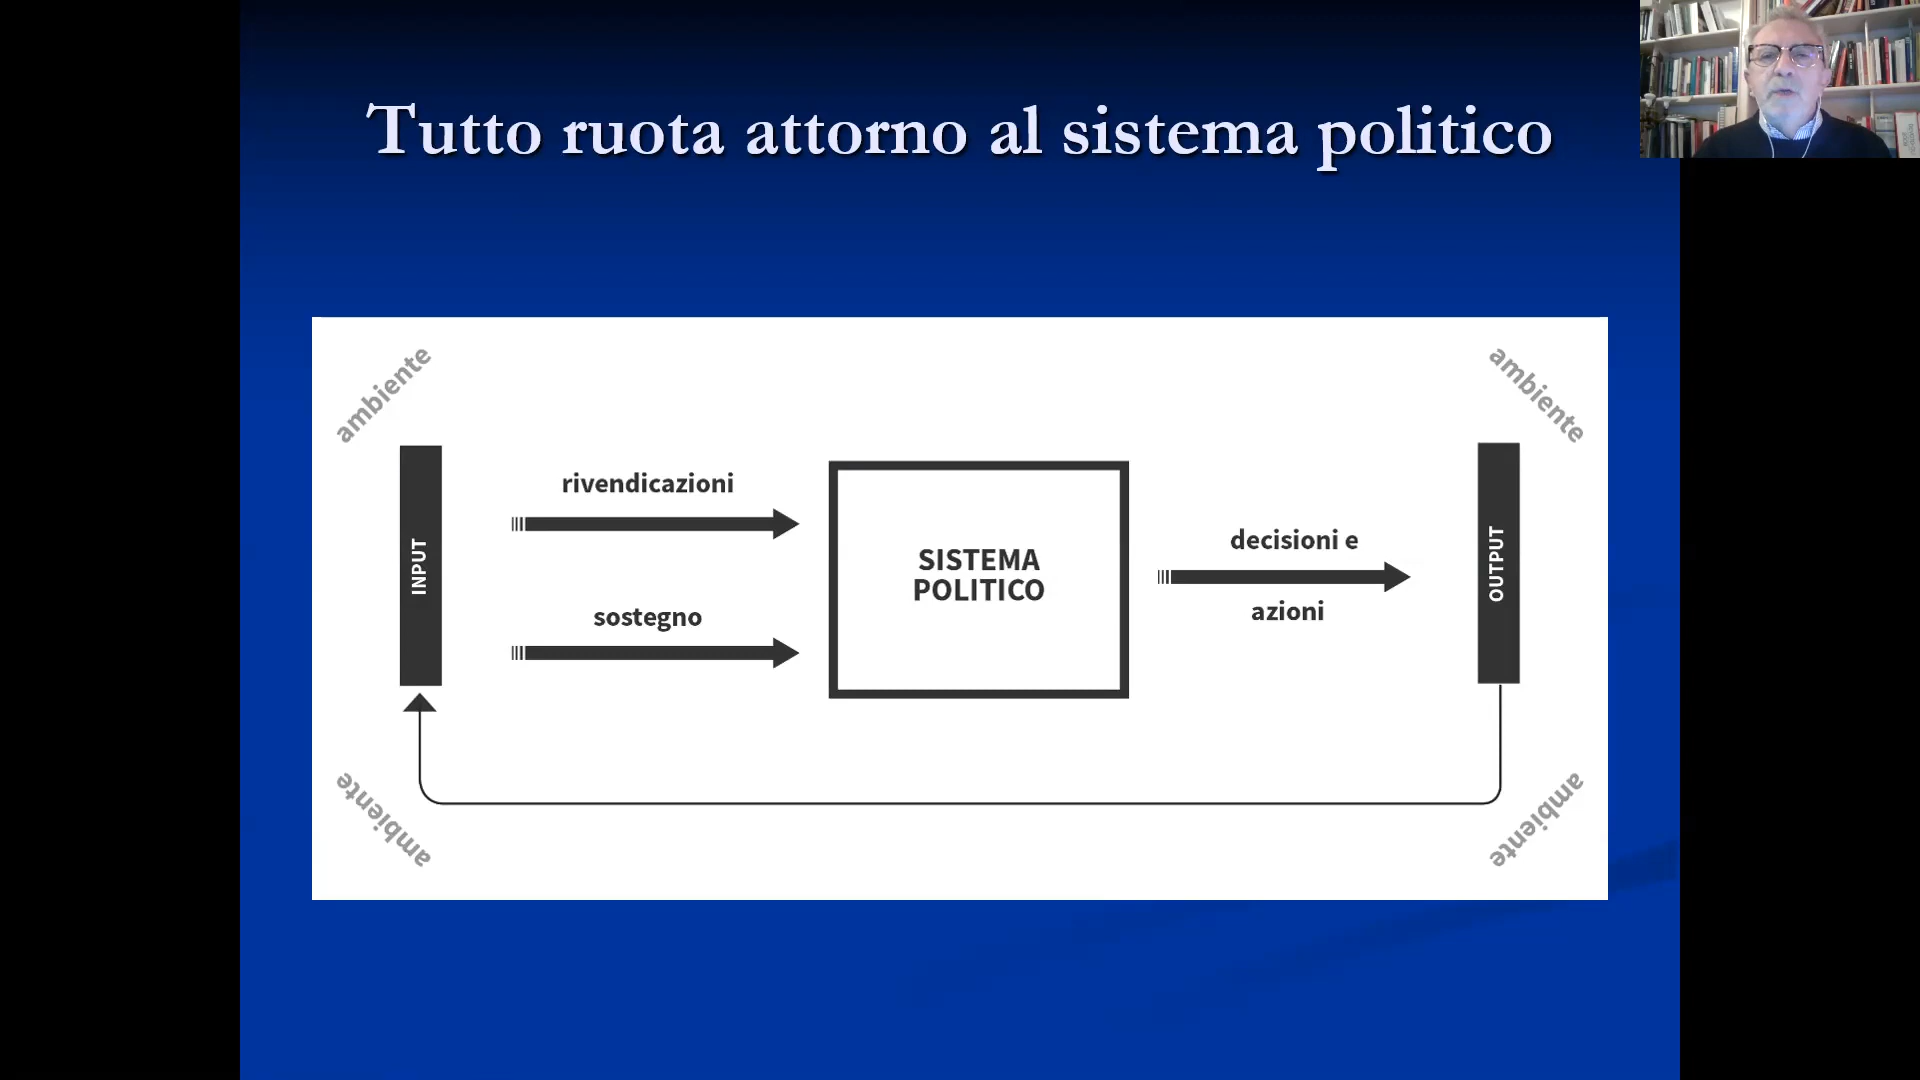 Tutto ruota attorno al sistema politico
ambiente
ambiente
rivendicazioni
INPUT
sostegno
SISTEMA
POLITICO
decisioni e
azioni
OUTPUT
ambiente
ambiente